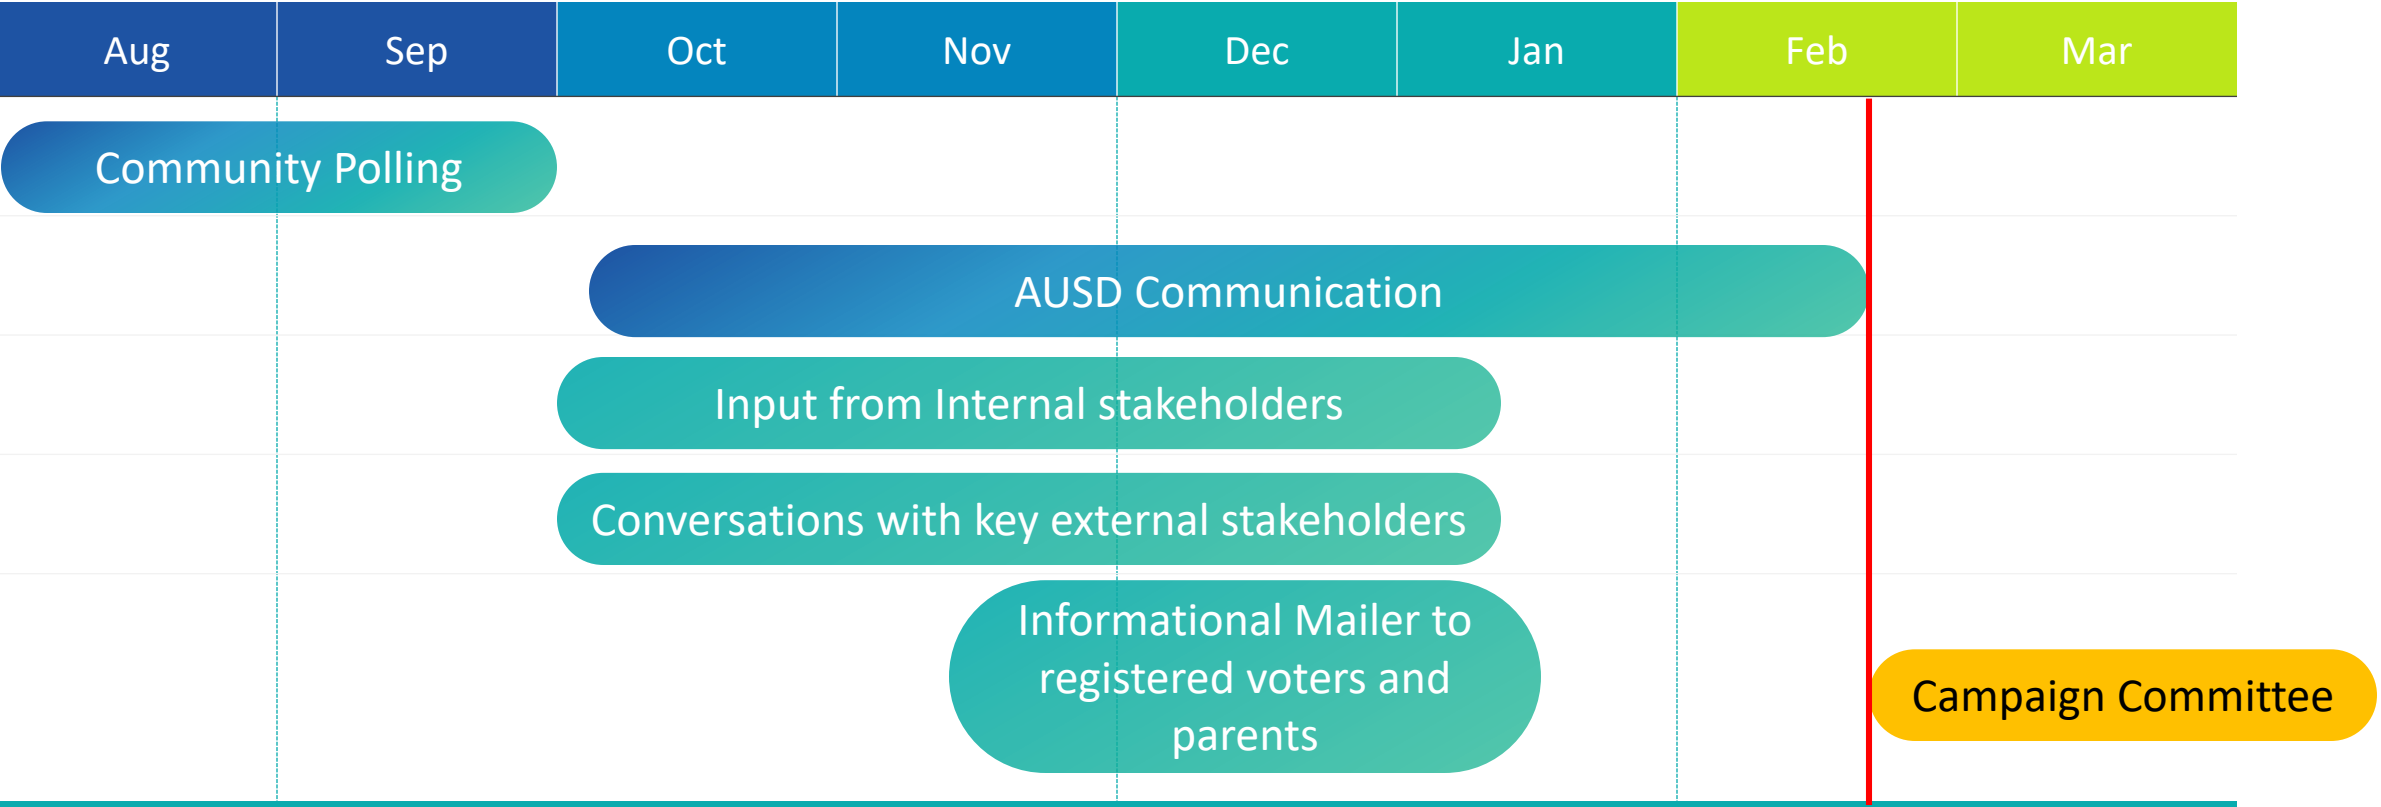 Aug Sep Oct Nov Dec Jan Feb Mar
Community Polling
AUSD Communication
Input from Internal stakeholders
Conversations with key external stakeholders
Informational Mailer to
registered voters and
parents
Campaign Committee